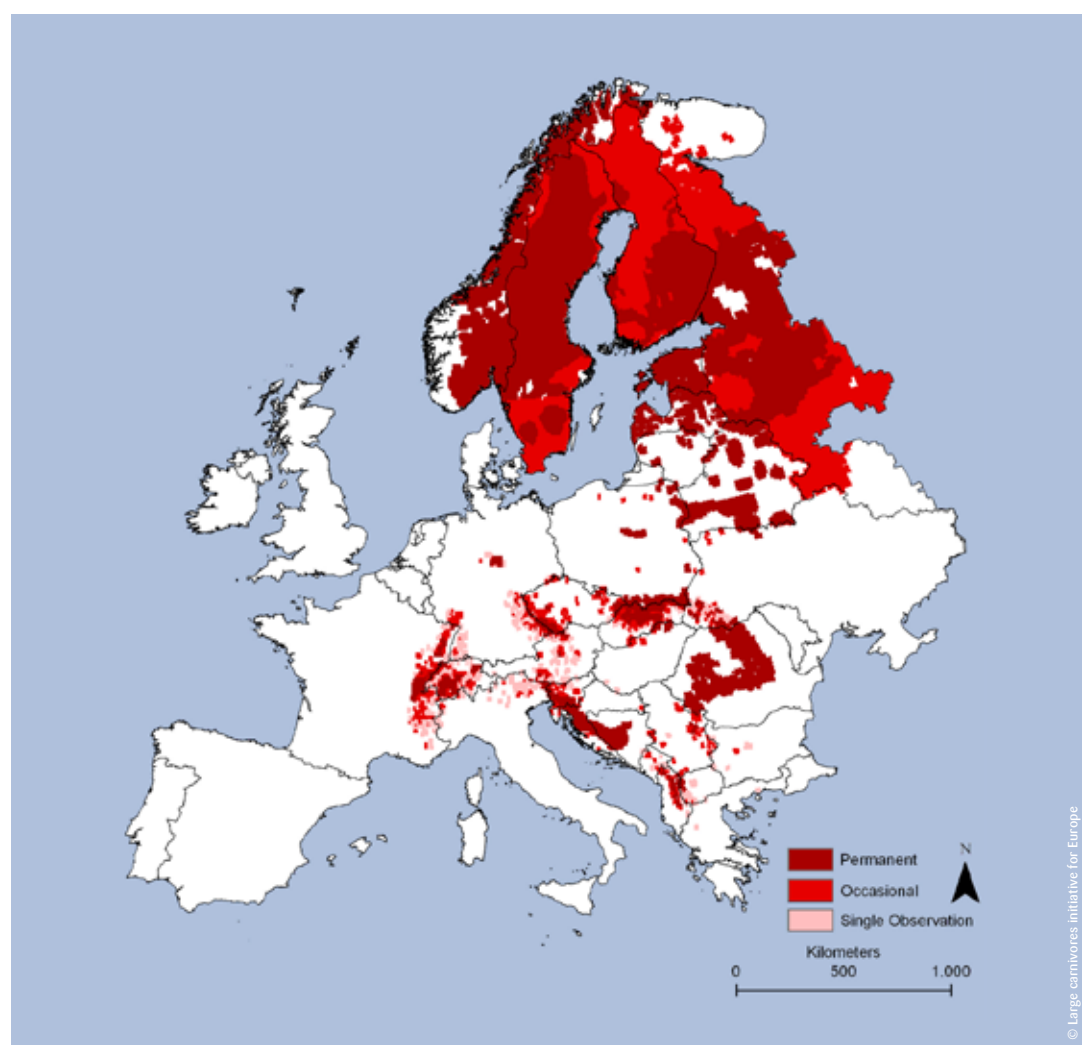 N
Permanent
Occasional
Single Observation
Kilometers
0 500 1.000
© Large carnivores initiative for Europe